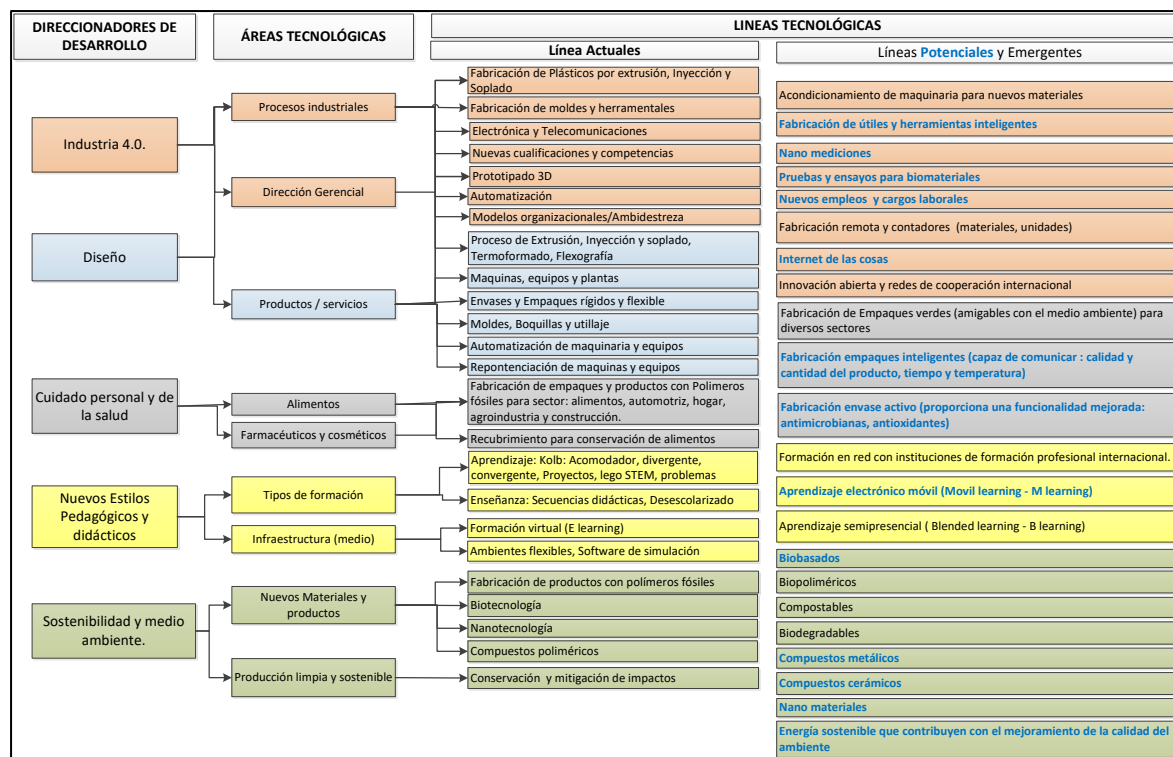 DIRECCIONADORES DE
DESARROLLO
ÁREAS TECNOLÓGICAS
LINEAS TECNOLÓGICAS
Línea Actuales
Líneas Potenciales y Emergentes
Industria 4.0.
Diseño
Cuidado personal y de
la salud
Nuevos Estilos
Pedagógicos y
didácticos
Sostenibilidad y medio
ambiente.
Procesos industriales
Dirección Gerencial
Productos / servicios
Alimentos
Farmacéuticos y cosméticos
Tipos de formación
Infraestructura (medio)
Nuevos Materiales y
productos
Producción limpia y sostenible
Fabricación de Plásticos por extrusión, Inyección y
Soplado
Fabricación de moldes y herramentales
Electrónica y Telecomunicaciones
Nuevas cualificaciones y competencias
Prototipado 3D
Automatización
Modelos organizacionales/Ambidestreza
Proceso de Extrusión, Inyección y soplado,
Termoformado, Flexografía
Maquinas, equipos y plantas
Envases y Empaques rígidos y flexible
Moldes, Boquillas y utillaje
Automatización de maquinaria y equipos
Repontenciación de maquinas y equipos
Fabricación de empaques y productos con Polimeros
fósiles para sector: alimentos, automotriz, hogar,
agroindustria y construcción.
Recubrimiento para conservación de alimentos
Aprendizaje: Kolb: Acomodador, divergente,
convergente, Proyectos, lego STEM, problemas
Enseñanza: Secuencias didácticas, Desescolarizado
Formación virtual (E learning)
Ambientes flexibles, Software de simulación
Fabricación de productos con polímeros fósiles
Biotecnología
Nanotecnología
Compuestos poliméricos
Conservación y mitigación de impactos
Acondicionamiento de maquinaria para nuevos materiales
Fabricación de útiles y herramientas inteligentes
Nano mediciones
Pruebas y ensayos para biomateriales
Nuevos empleos y cargos laborales
Fabricación remota y contadores (materiales, unidades)
Internet de las cosas
Innovación abierta y redes de cooperación internacional
Fabricación de Empaques verdes (amigables con el medio ambiente) para
diversos sectores
Fabricación empaques inteligentes (capaz de comunicar : calidad y
cantidad del producto, tiempo y temperatura)
Fabricación envase activo (proporciona una funcionalidad mejorada:
antimicrobianas, antioxidantes)
Formación en red con instituciones de formación profesional internacional.
Aprendizaje electrónico móvil (Movil learning - M learning)
Aprendizaje semipresencial ( Blended learning - B learning)
Biobasados
Biopoliméricos
Compostables
Biodegradables
Compuestos metálicos
Compuestos cerámicos
Nano materiales
Energía sostenible que contribuyen con el mejoramiento de la calidad del
ambiente